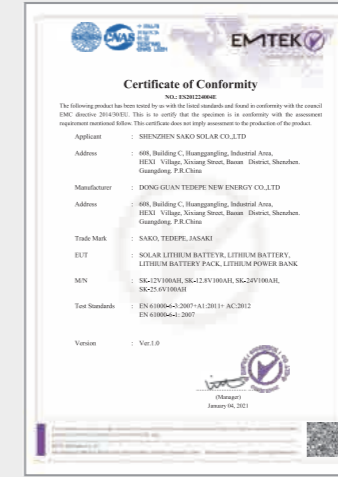 CNAS
TESTING
EMTEK
Certificate of Conformity
NO.: ES201224004E
The following product has been tested by us with the listed standards and found in conformity with the council
EMC directive 2014/30/EU. This is to certify that the specimen is in conformity with the assessment
requirement mentioned follow. This certificate does not imply assessment to the production of the product.
Applicant : SHENZHEN SAKO SOLAR CO.,LTD
Address : 608, Building C, Huanggangling, Industrial Area,
HEXI Village, Xixiang Street, Baoan District, Shenzhen.
Guangdong. P.R.China
Manufacturer : DONG GUAN TEDEPE NEW ENERGY CO.,LTD
Address : 608, Building C, Huanggangling, Industrial Area,
HEXI Village, Xixiang Street, Baoan District, Shenzhen.
Guangdong. P.R.China
Trade Mark : SAKO, TEDEPE, JASAKI
EUT : SOLAR LITHIUM BATTEYR, LITHIUM BATTERY,
LITHIUM BATTERY PACK, LITHIUM POWER BANK
M/N : SK-12V100AH, SK-12.8V100AH, SK-24V100AH,
SK-25.6V100AH
Test Standards : EN 61000-6-3:2007+A1:2011+ AC:2012
EN 61000-6-1: 2007
Version : Ver.1.0
(Manager)
January 04, 2021